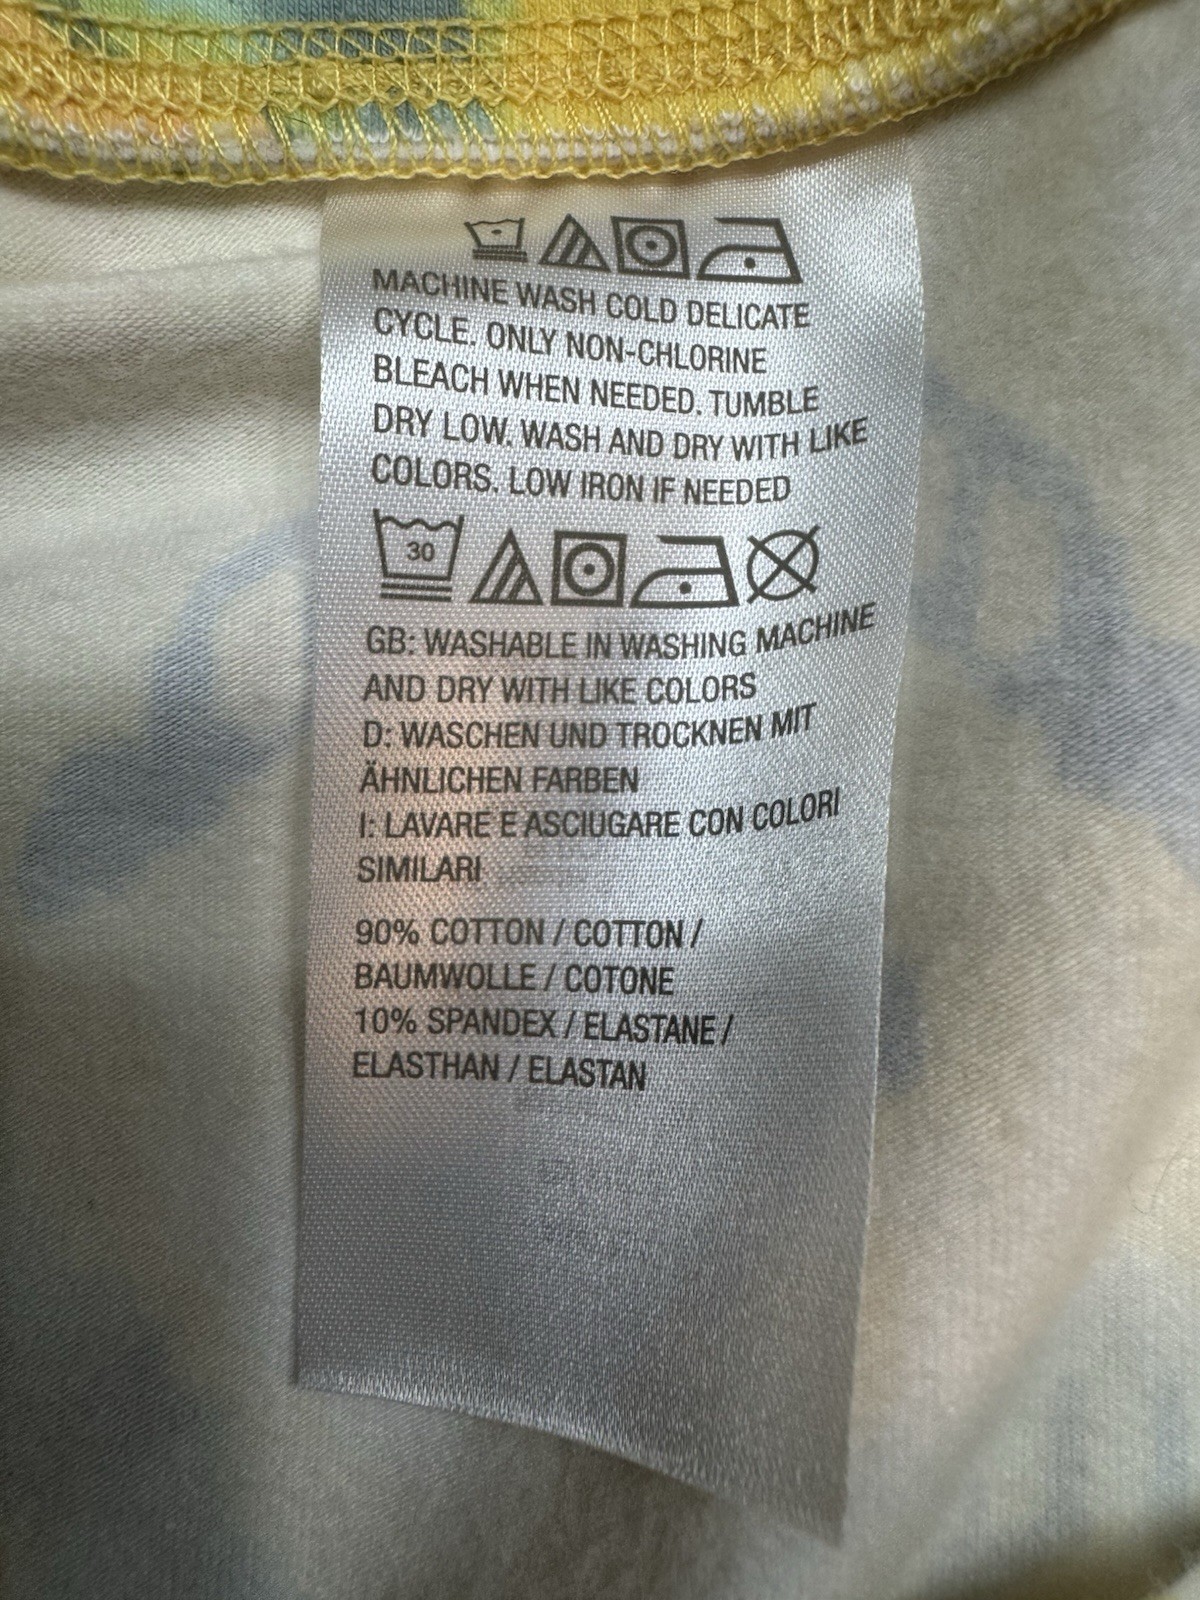 MACHINE WASH COLD DELICATE
CYCLE. ONLY NON-CHLORINE
BLEACH WHEN NEEDED. TUMBLE
DRY LOW. WASH AND DRY WITH LIKE
COLORS. LOW IRON IF NEEDED
30
GB: WASHABLE IN WASHING MACHINE
AND DRY WITH LIKE COLORS
D: WASCHEN UND TROCKNEN MIT
ÄHNLICHEN FARBEN
I: LAVARE E ASCIUGARE CON COLORI
SIMILARI
90% COTTON / COTTON /
BAUMWOLLE / COTONE
10% SPANDEX / ELASTANE /
ELASTHAN / ELASTAN